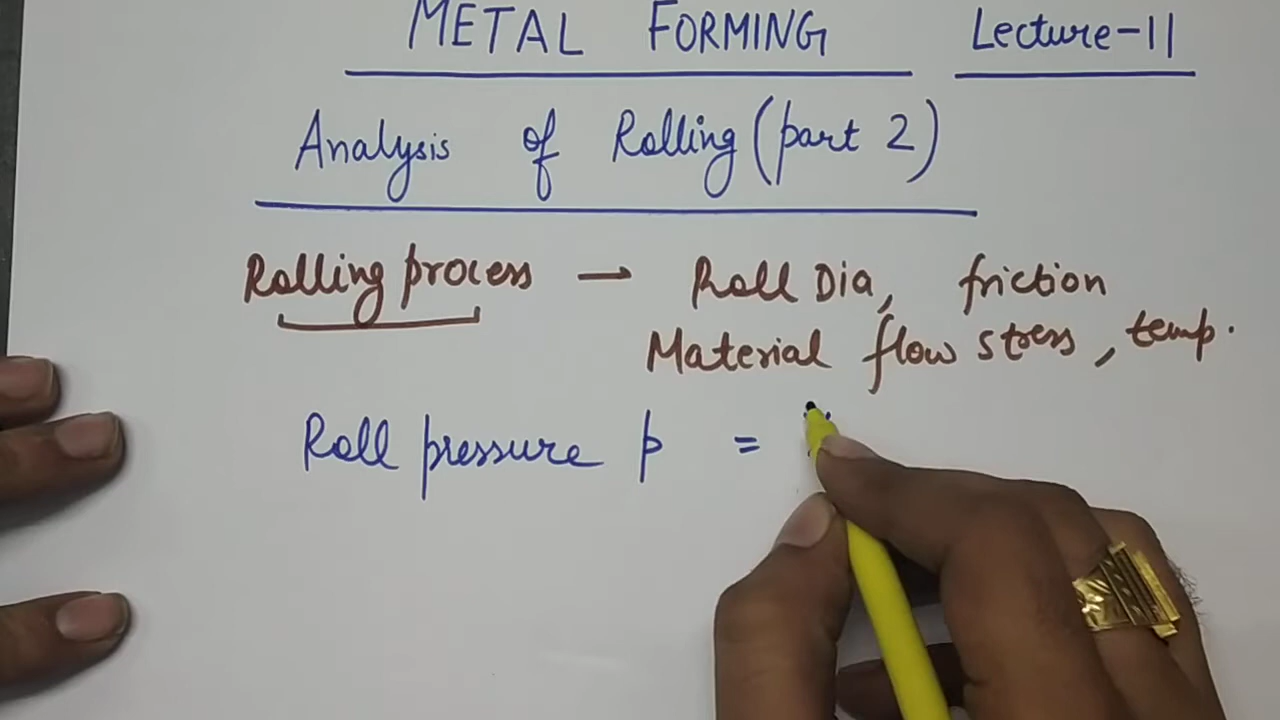 METAL FORMING Lecture-11
Analysis of Rolling (part 2)
Rolling process → Roll Dia, friction
Material flow stress, temp.
Roll pressure p =